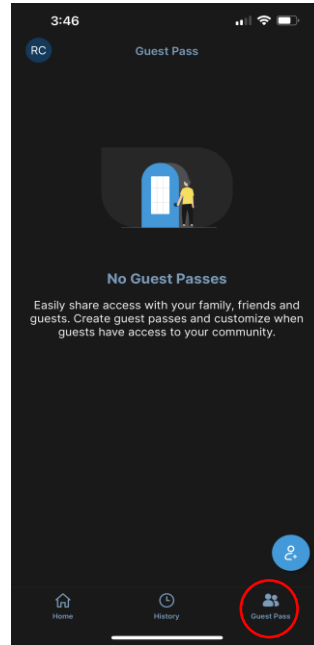 3:46
RC
Guest Pass
No Guest Passes
Easily share access with your family, friends and
guests. Create guest passes and customize when
guests have access to your community.
Home
History
Guest Pass